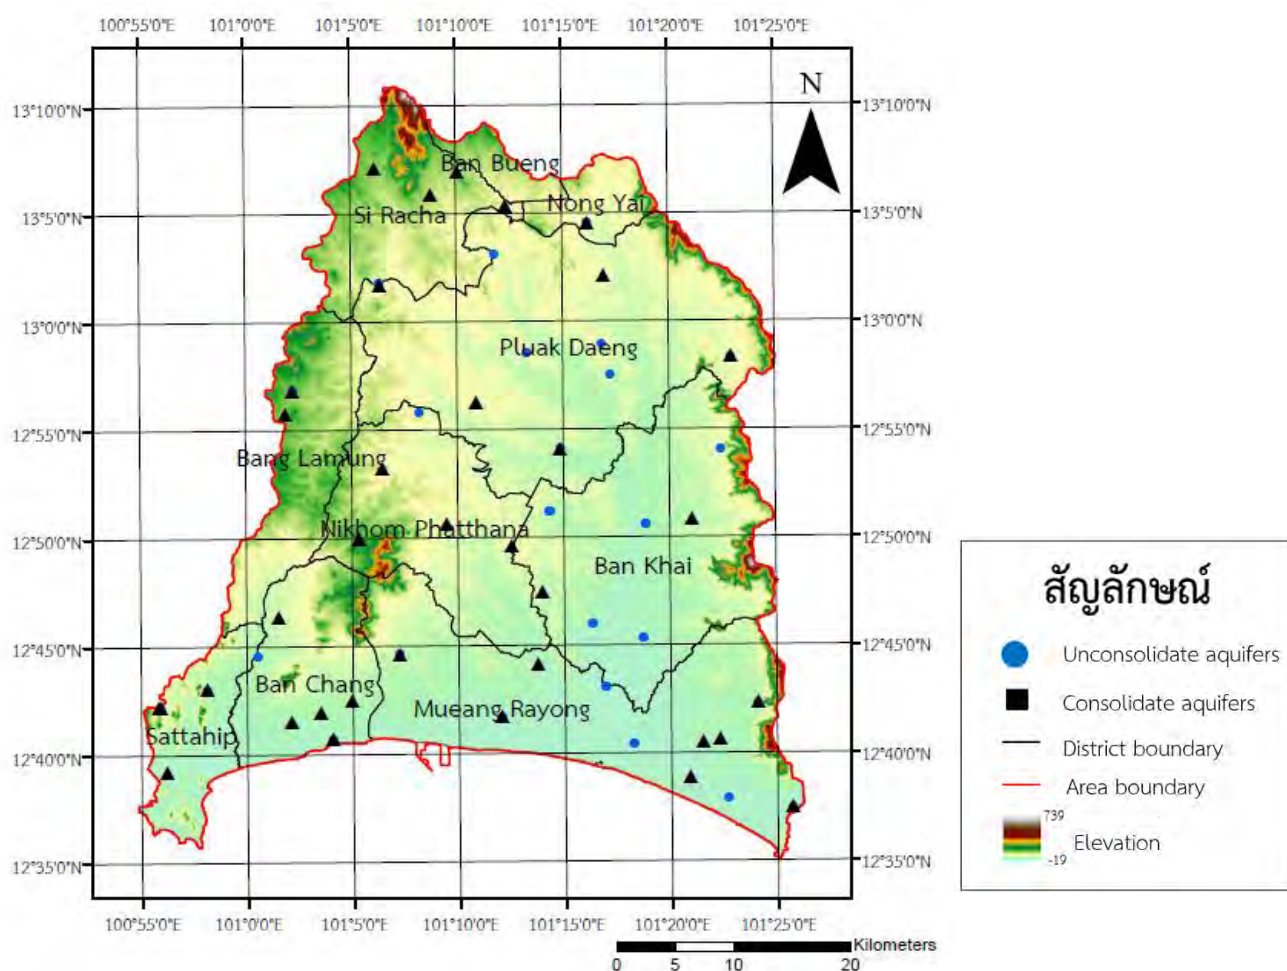 100°55'0"E 101°0'0"E 101°5'0"E 101°10'0"E 101°15'0"E 101°20'0"E 101°25'0"E
N
13°10'0"N 13°10'0"N
Ban Bueng
Nong Yai
13°5'0"N Si Racha 13°5'0"N
13°0'0"N 13°0'0"N
Pluak Daeng
12°55'0"N 12°55'0"N
Bang Lamung
Nikhom Phatthana
12°50'0"N 12°50'0"N
Ban Khai
12°45'0"N 12°45'0"N
Ban Chang
Mueang Rayong
Sattahip
12°40'0"N 12°40'0"N
12°35'0"N 12°35'0"N
100°55'0"E 101°0'0"E 101°5'0"E 101°10'0"E 101°15'0"E 101°20'0"E 101°25'0"E
Kilometers
0 5 10 20
สัญลักษณ์
Unconsolidate aquifers
Consolidate aquifers
District boundary
Area boundary
739
Elevation
-19